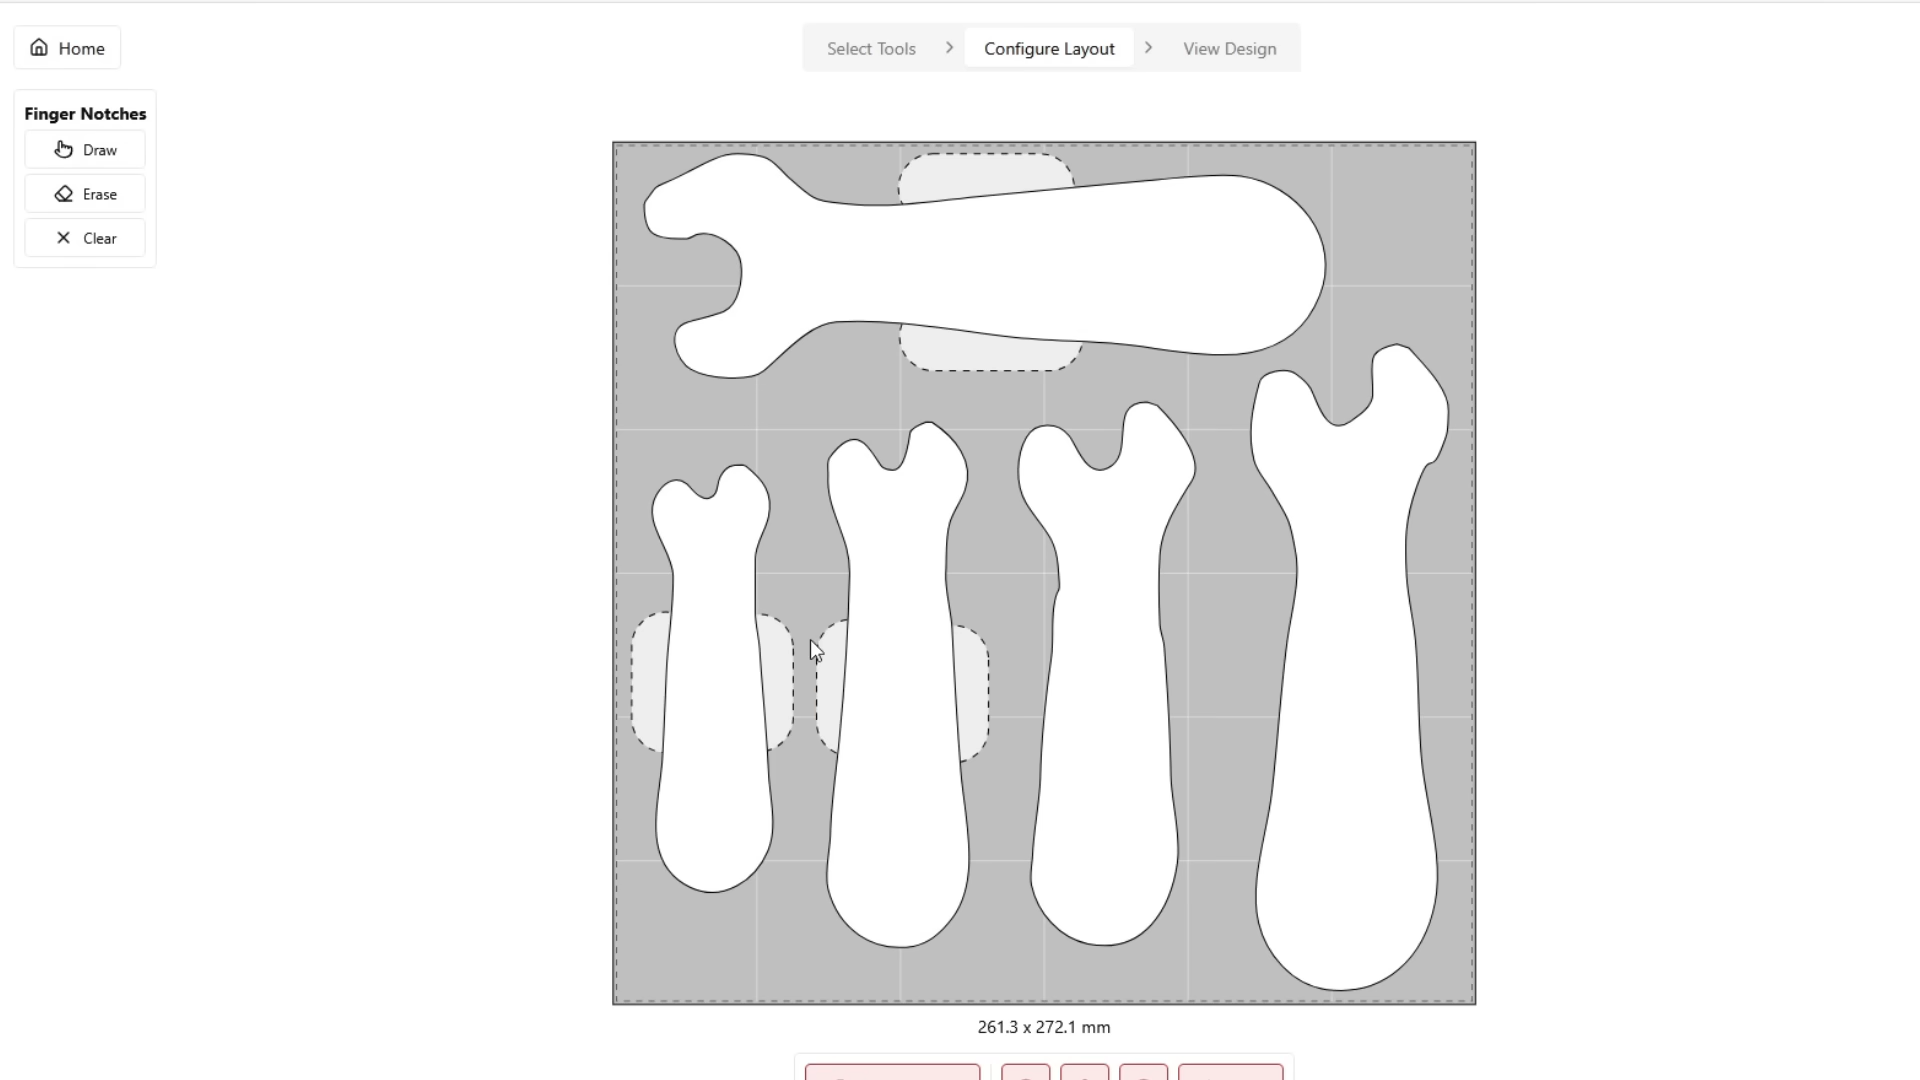 Home
Select Tools
Configure Layout
View Design
Finger Notches
Draw
Erase
Clear
261.3 x 272.1 mm